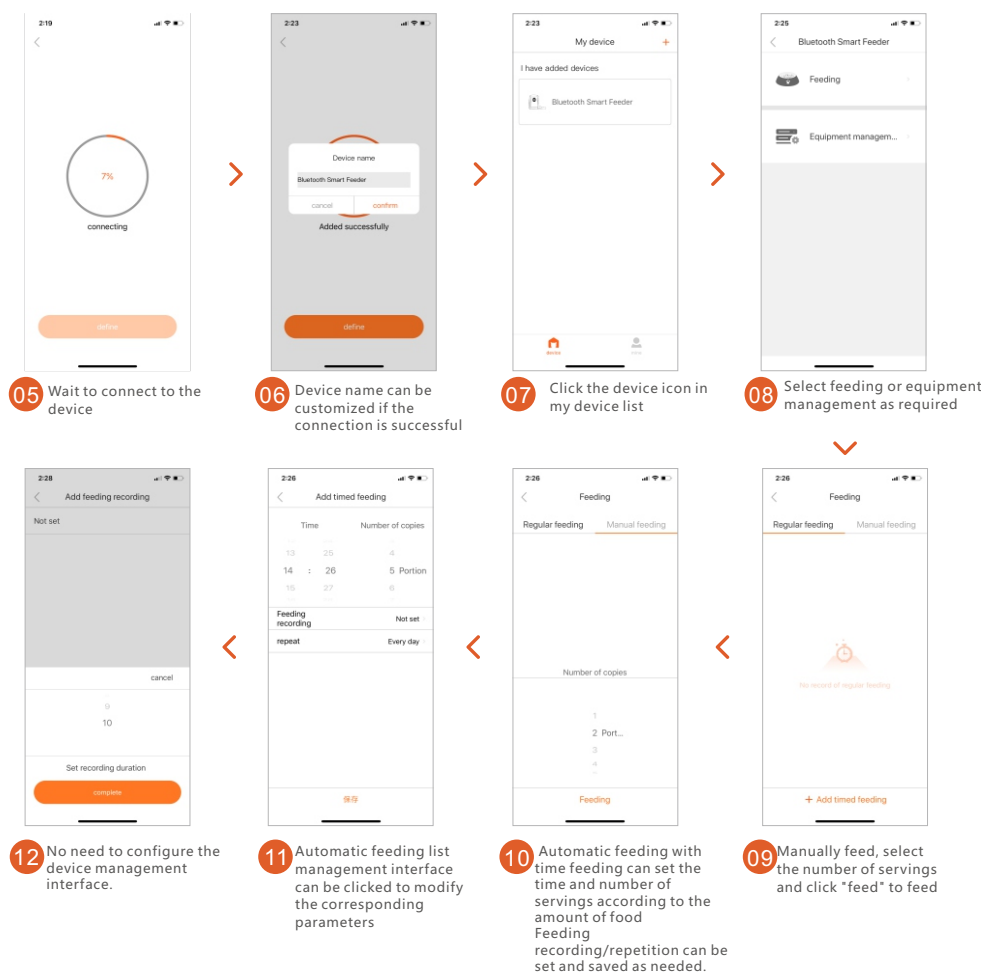 2:19
7%
connecting
define
05 Wait to connect to the
device
2:23
Device name
Bluetooth Smart Feeder
cancel confirm
Added successfully
define
06 Device name can be
customized if the
connection is successful
2:23
My device +
I have added devices
Bluetooth Smart Feeder
device
07 Click the device icon in
my device list
2:25
Bluetooth Smart Feeder
Feeding
Equipment managem...
08 Select feeding or equipment
management as required
2:28
Add feeding recording
Not set
cancel
9
10
Set recording duration
complete
12 No need to configure the
device management
interface.
2:26
Add timed feeding
Time Number of copies
13 25 4
14 : 26 5 Portion
16 27 6
Feeding
recording Not set
repeat Every day
保存
11 Automatic feeding list
management interface
can be clicked to modify
the corresponding
parameters
2:26
Feeding
Regular feeding Manual feeding
Number of copies
1
2 Port...
3
4
Feeding
10 Automatic feeding with
time feeding can set the
time and number of
servings according to the
amount of food
Feeding
recording/repetition can be
set and saved as needed.
2:26
Feeding
Regular feeding Manual feeding
No record of regular feeding
+ Add timed feeding
09 Manually feed, select
the number of servings
and click "feed" to feed